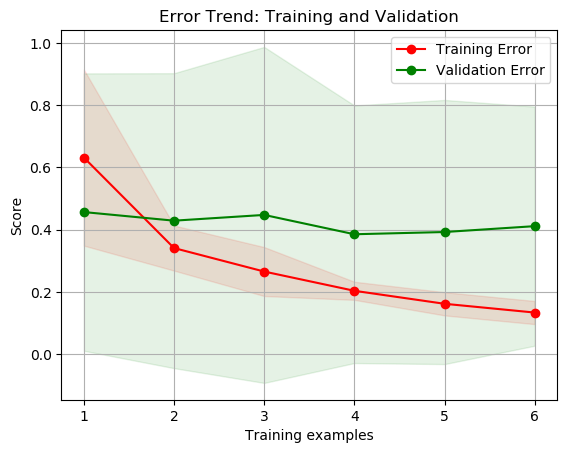 Error Trend: Training and Validation
1.0
0.8
0.6
0.4
0.2
0.0
Score
Training Error
Validation Error
1 2 3 4 5 6
Training examples